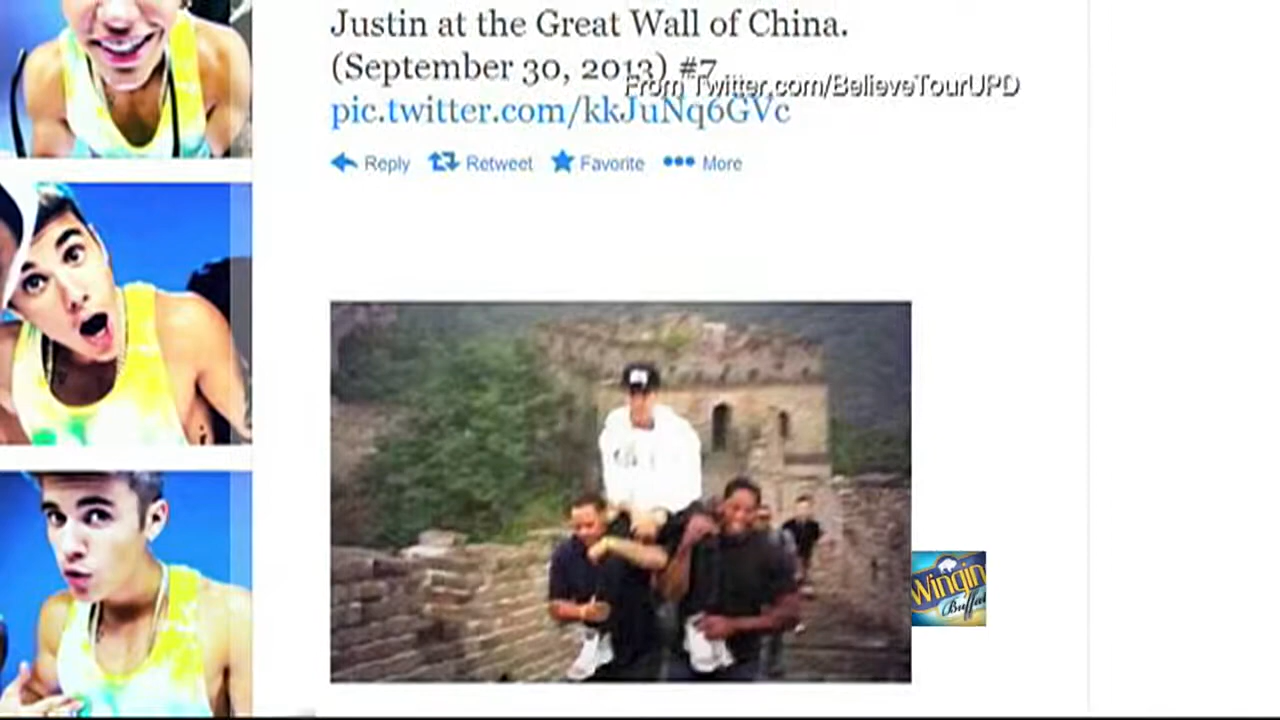 Justin at the Great Wall of China.
(September 30, 2013) #7
From Twitter.com/BelieveTourUPD
pic.twitter.com/kkJuNq6GVc
Reply Retweet Favorite More
Wingin
Buffalo